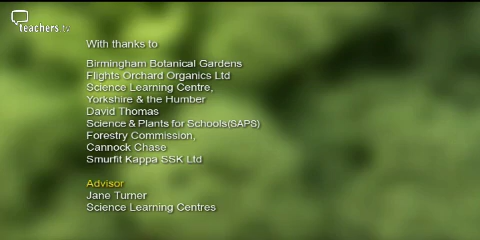 teachers.tv
With thanks to
Birmingham Botanical Gardens
Flights Orchard Organics Ltd
Science Learning Centre,
Yorkshire & the Humber
David Thomas
Science & Plants for Schools(SAPS)
Forestry Commission,
Cannock Chase
Smurfit Kappa SSK Ltd
Advisor
Jane Turner
Science Learning Centres